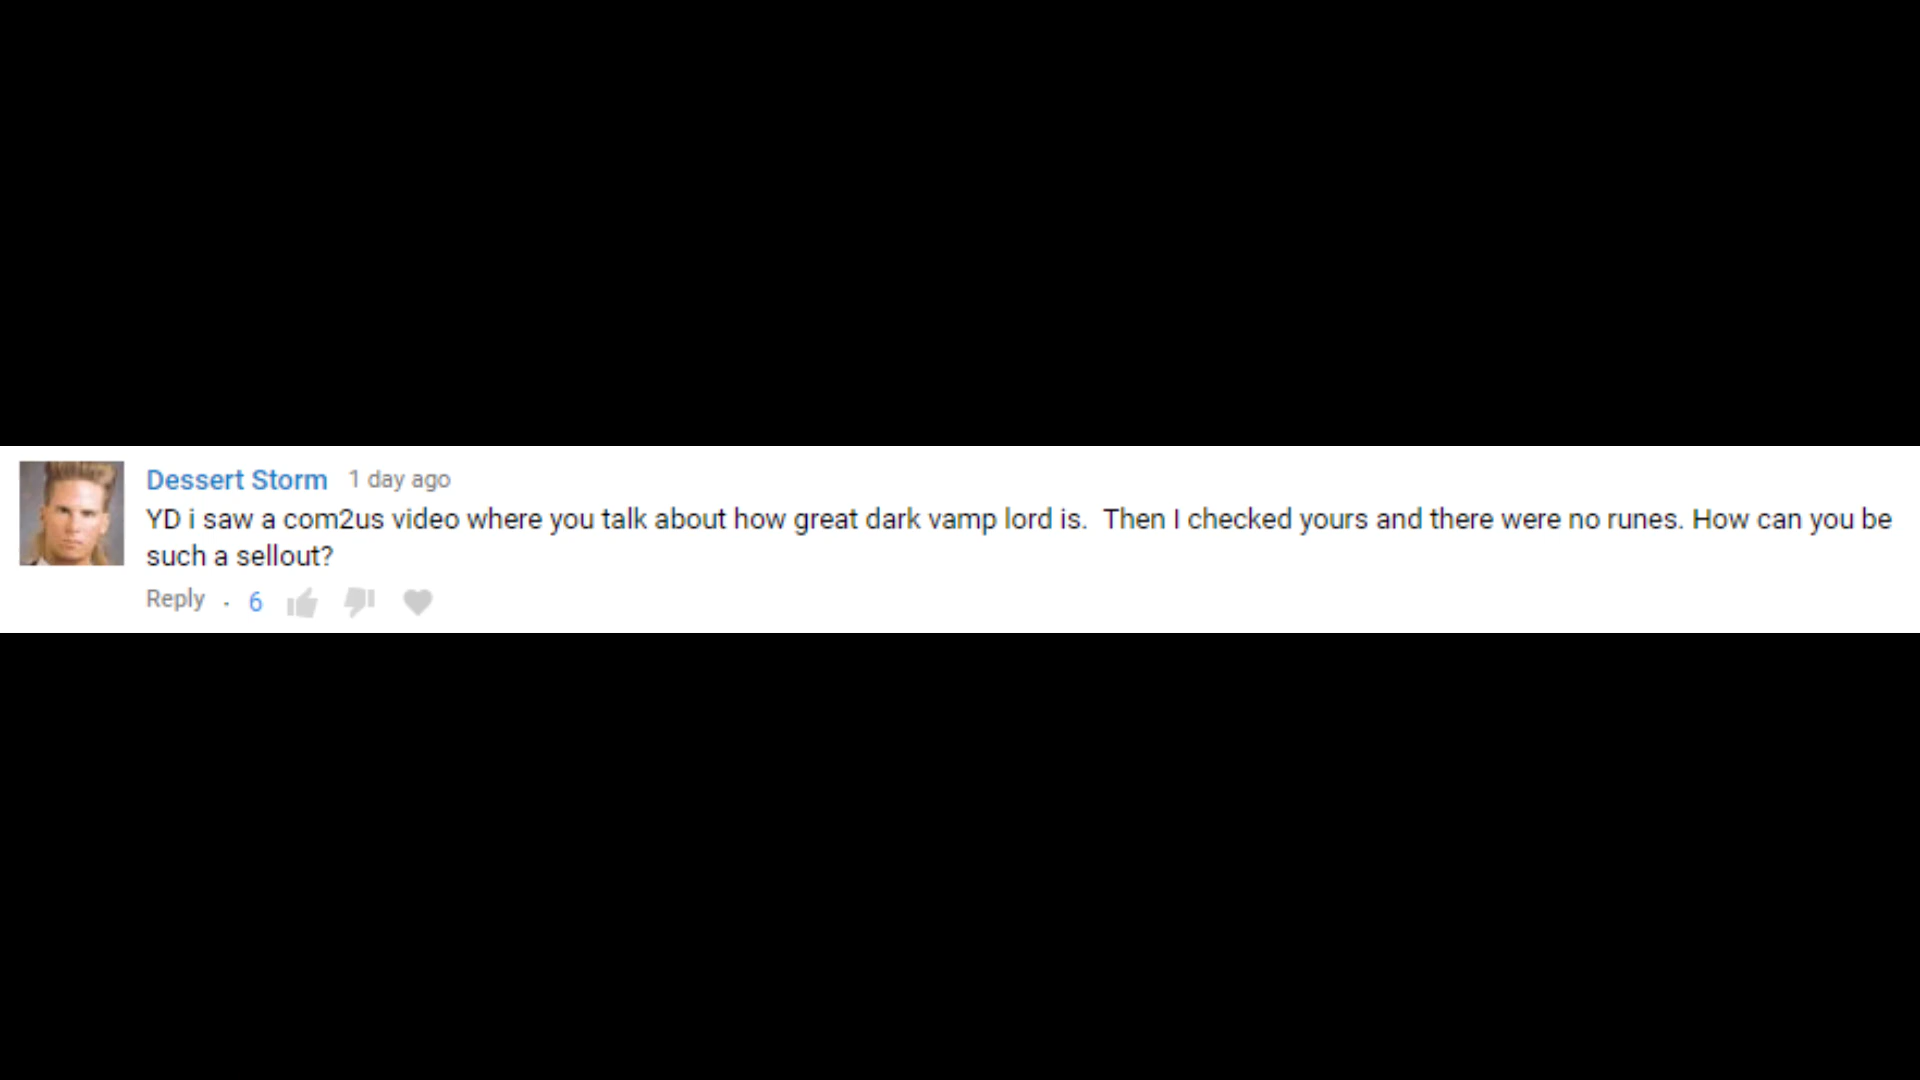 Dessert Storm 1 day ago
YD i saw a com2us video where you talk about how great dark vamp lord is.  Then I checked yours and there were no runes. How can you be
such a sellout?
Reply . 6